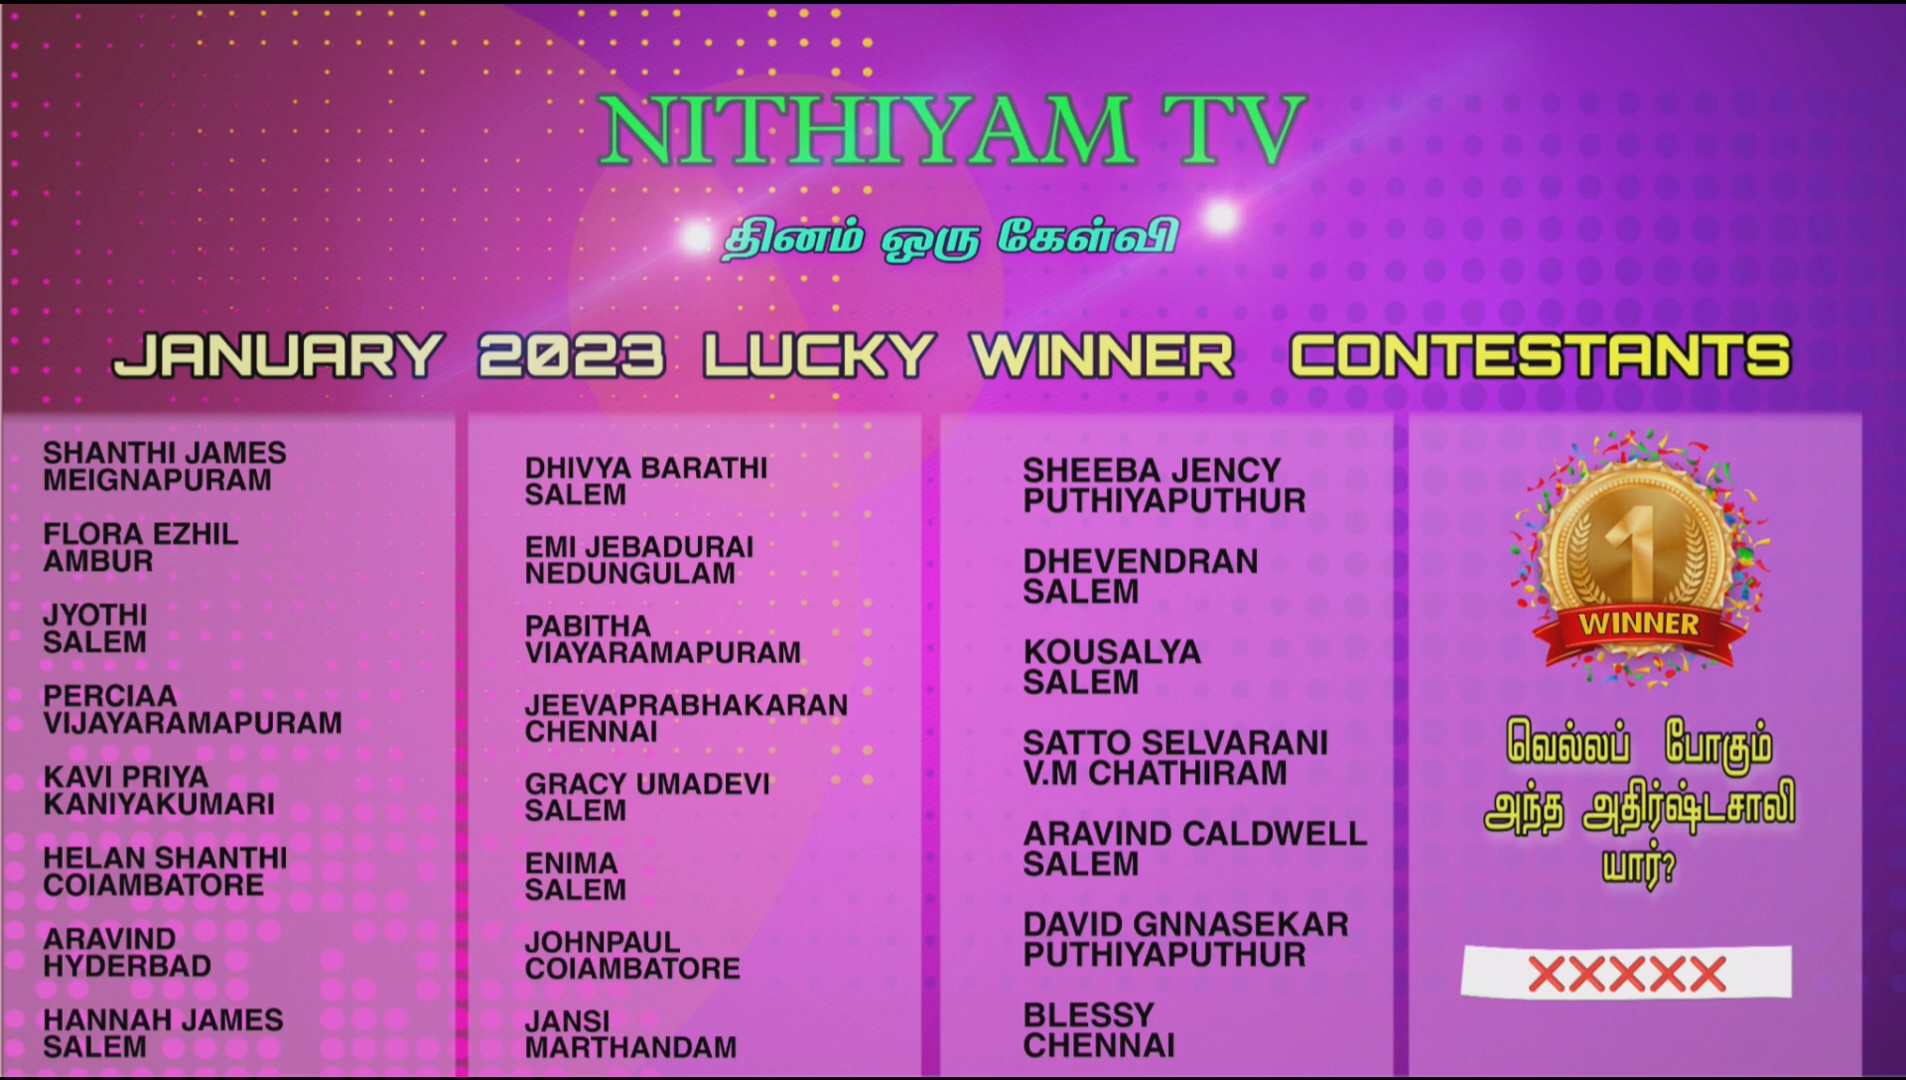 NITHIYAM TV
தினம் ஒரு கேள்வி
JANUARY 2023 LUCKY WINNER CONTESTANTS
SHANTHI JAMES
MEIGNAPURAM
FLORA EZHIL
AMBUR
JYOTHI
SALEM
PERCIAA
VIJAYARAMAPURAM
KAVI PRIYA
KANIYAKUMARI
HELAN SHANTHI
COIAMBATORE
ARAVIND
HYDERBAD
HANNAH JAMES
SALEM
DHIVYA BARATHI
SALEM
EMI JEBADURAI
NEDUNGULAM
PABITHA
VIAYARAMAPURAM
JEEVAPRABHAKARAN
CHENNAI
GRACY UMADEVI
SALEM
ENIMA
SALEM
JOHNPAUL
COIAMBATORE
JANSI
MARTHANDAM
SHEEBA JENCY
PUTHIYAPUTHUR
DHEVENDRAN
SALEM
KOUSALYA
SALEM
SATTO SELVARANI
V.M CHATHIRAM
ARAVIND CALDWELL
SALEM
DAVID GNNASEKAR
PUTHIYAPUTHUR
BLESSY
CHENNAI
1
WINNER
வெல்லப் போகும்
அந்த அதிர்ஷ்டசாலி
யார்?
❌❌❌❌❌